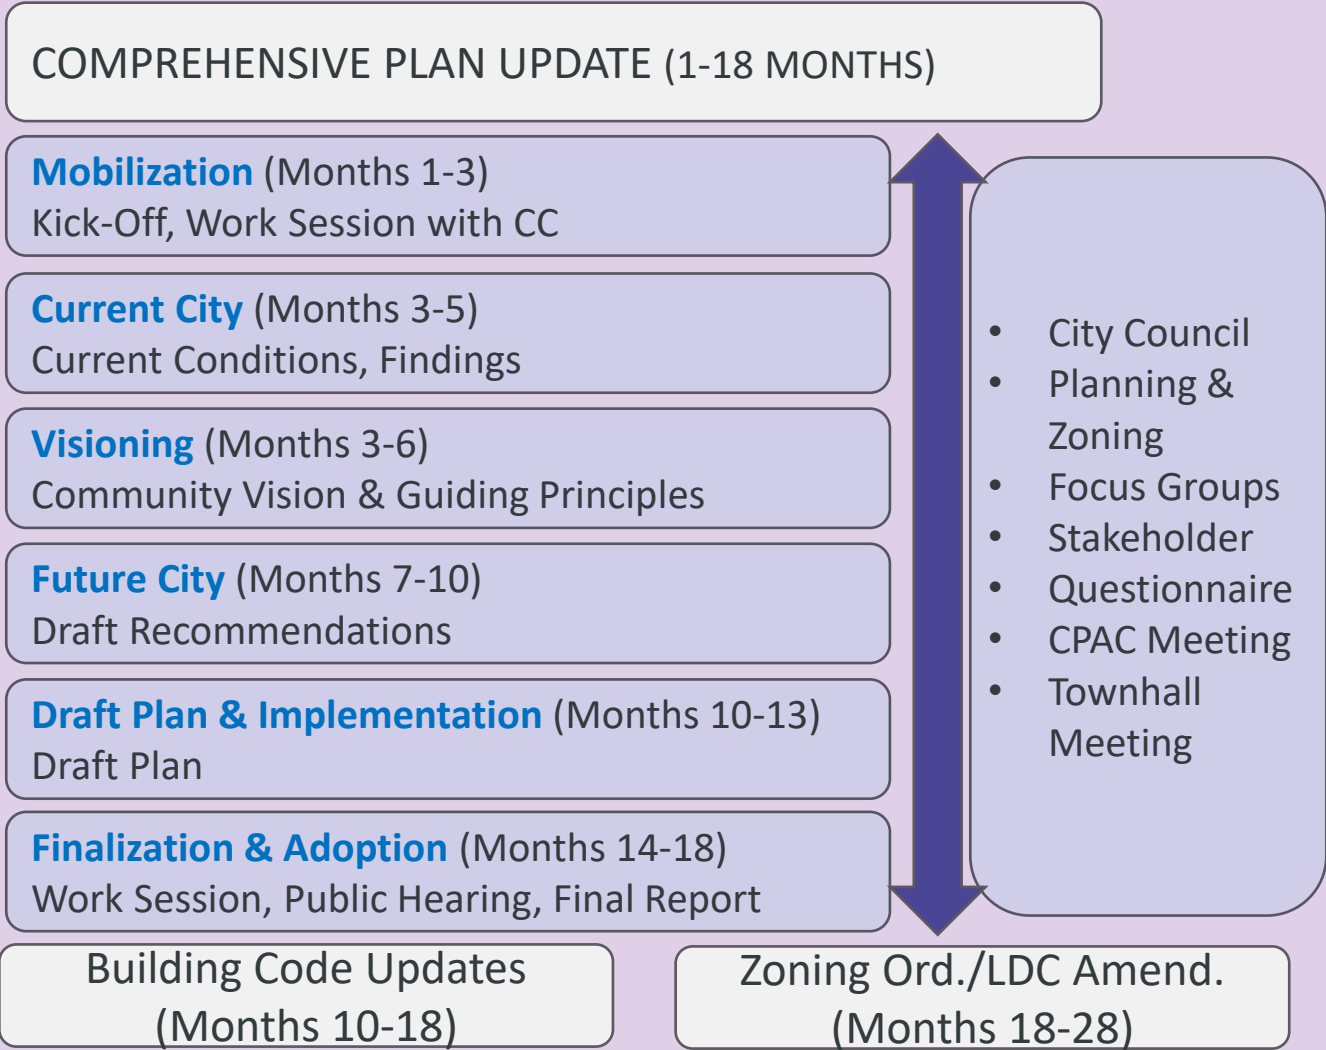 COMPREHENSIVE PLAN UPDATE (1-18 MONTHS)
Mobilization (Months 1-3)
Kick-Off, Work Session with CC
Current City (Months 3-5)
Current Conditions, Findings
Visioning (Months 3-6)
Community Vision & Guiding Principles
Future City (Months 7-10)
Draft Recommendations
Draft Plan & Implementation (Months 10-13)
Draft Plan
Finalization & Adoption (Months 14-18)
Work Session, Public Hearing, Final Report
• City Council
• Planning &
Zoning
• Focus Groups
• Stakeholder
• Questionnaire
• CPAC Meeting
• Townhall
Meeting
Building Code Updates
(Months 10-18)
Zoning Ord./LDC Amend.
(Months 18-28)